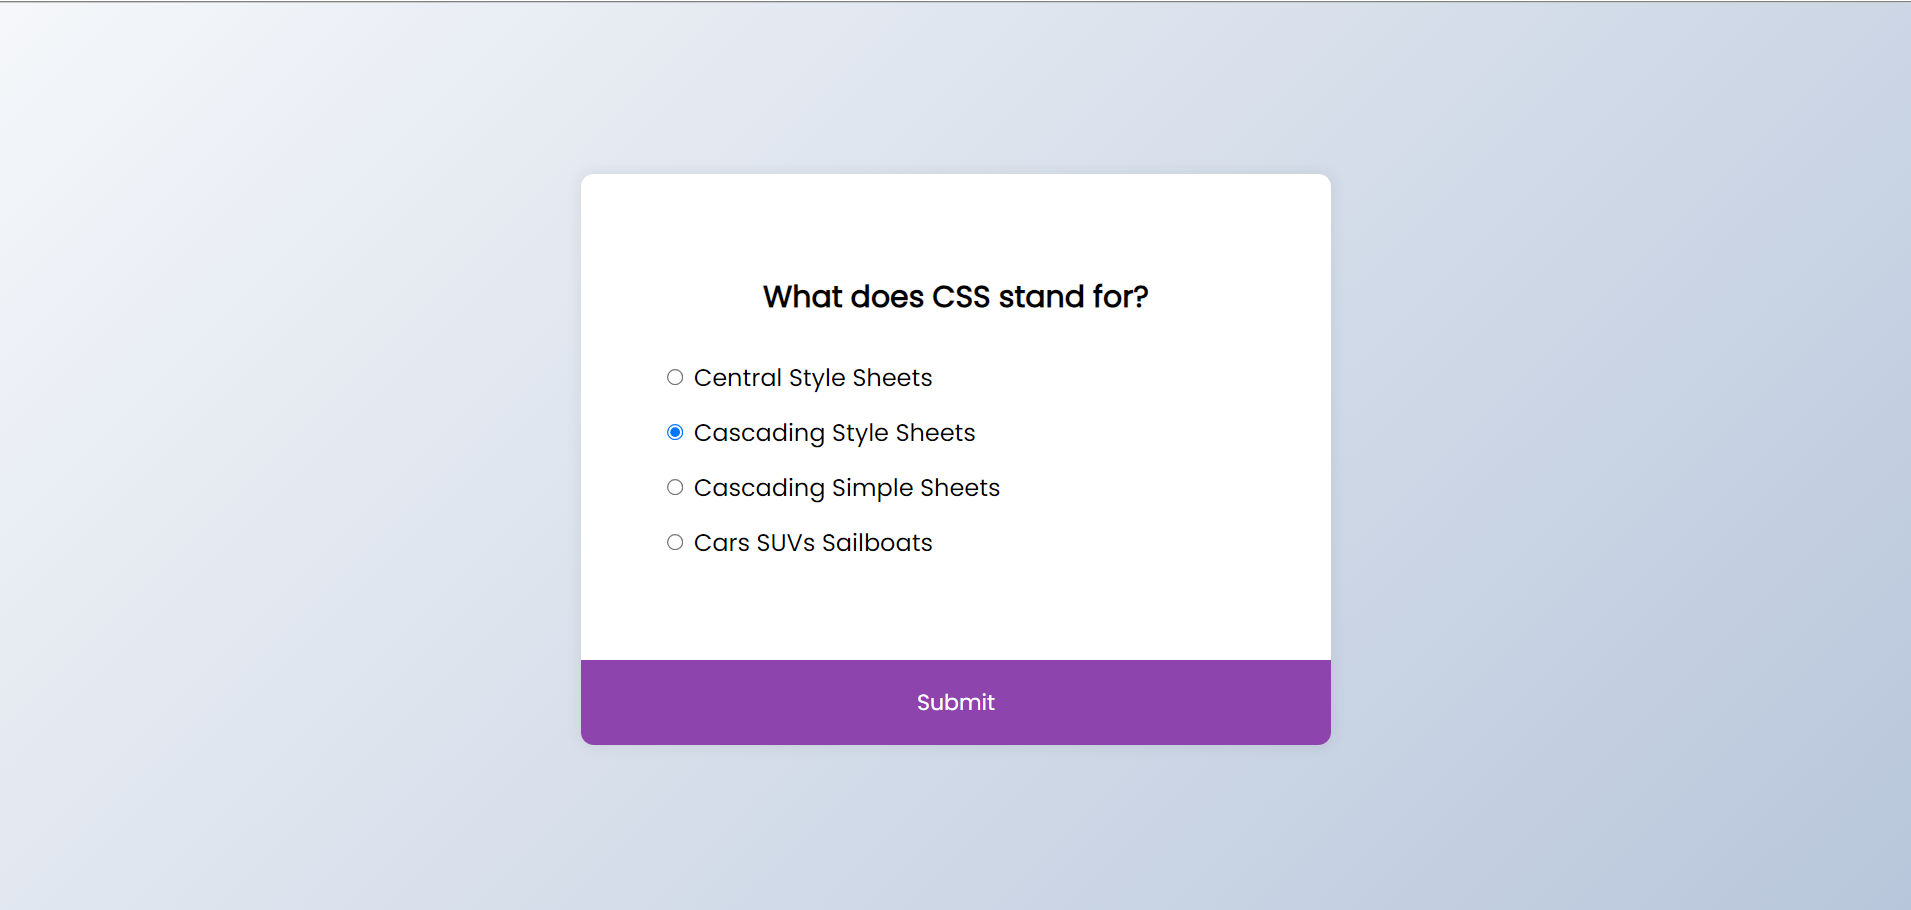 What does CSS stand for?
Central Style Sheets
Cascading Style Sheets
Cascading Simple Sheets
Cars SUVs Sailboats
Submit